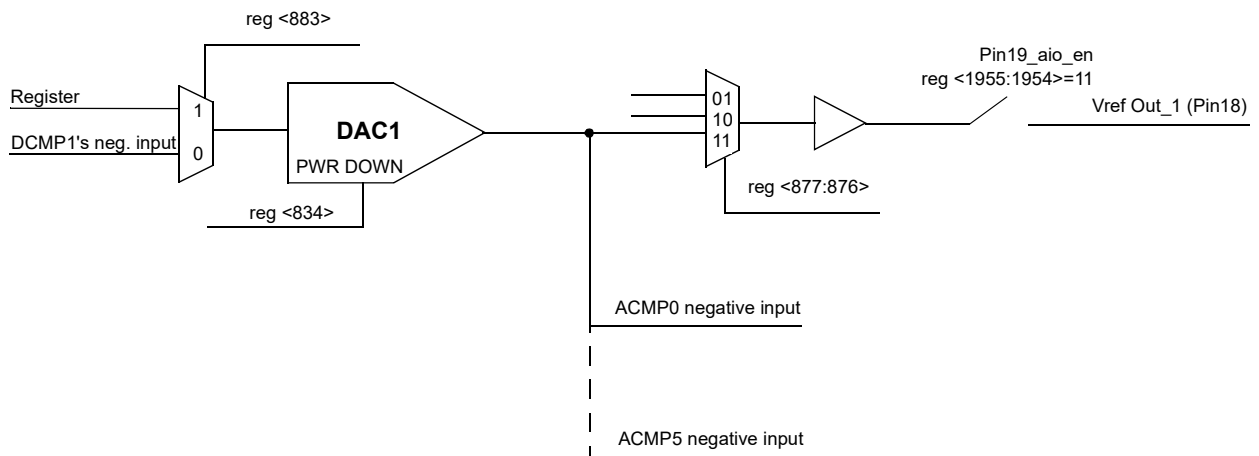 reg <883>
Register
1
DCMP1's neg. input
0
DAC1
PWR DOWN
reg <834>
01
10
11
reg <877:876>
Pin19_aio_en
reg <1955:1954>=11
Vref Out_1 (Pin18)
ACMP0 negative input
ACMP5 negative input